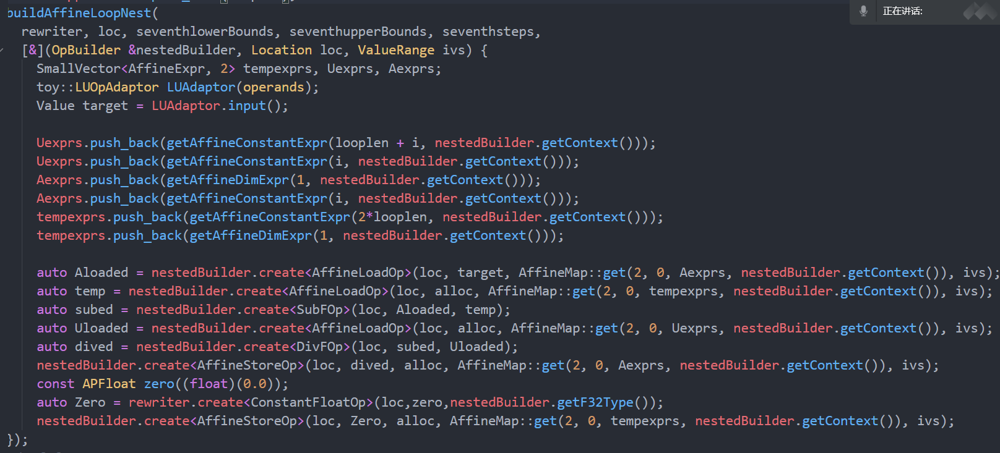 buildAffineLoopNest(
正在讲话:
rewriter, loc, seventhlowerBounds, seventhupperBounds, seventhsteps,
[&](OpBuilder &nestedBuilder, Location loc, ValueRange ivs) {
SmallVector<AffineExpr, 2> tempexprs, Uexprs, Aexprs;
toy::LUOpAdaptor LUAdaptor(operands);
Value target = LUAdaptor.input();
Uexprs.push_back(getAffineConstantExpr(looplen + i, nestedBuilder.getContext()));
Uexprs.push_back(getAffineConstantExpr(i, nestedBuilder.getContext()));
Aexprs.push_back(getAffineDimExpr(1, nestedBuilder.getContext()));
Aexprs.push_back(getAffineConstantExpr(i, nestedBuilder.getContext()));
tempexprs.push_back(getAffineConstantExpr(2*looplen, nestedBuilder.getContext()));
tempexprs.push_back(getAffineDimExpr(1, nestedBuilder.getContext()));
auto Aloaded = nestedBuilder.create<AffineLoadOp>(loc, target, AffineMap::get(2, 0, Aexprs, nestedBuilder.getContext()), ivs);
auto temp = nestedBuilder.create<AffineLoadOp>(loc, alloc, AffineMap::get(2, 0, tempexprs, nestedBuilder.getContext()), ivs);
auto subed = nestedBuilder.create<SubFOp>(loc, Aloaded, temp);
auto Uloaded = nestedBuilder.create<AffineLoadOp>(loc, alloc, AffineMap::get(2, 0, Uexprs, nestedBuilder.getContext()), ivs);
auto dived = nestedBuilder.create<DivFOp>(loc, subed, Uloaded);
nestedBuilder.create<AffineStoreOp>(loc, dived, alloc, AffineMap::get(2, 0, Aexprs, nestedBuilder.getContext()), ivs);
const APFloat zero((float)(0.0));
auto Zero = rewriter.create<ConstantFloatOp>(loc,zero,nestedBuilder.getF32Type());
nestedBuilder.create<AffineStoreOp>(loc, Zero, alloc, AffineMap::get(2, 0, tempexprs, nestedBuilder.getContext()), ivs);
});